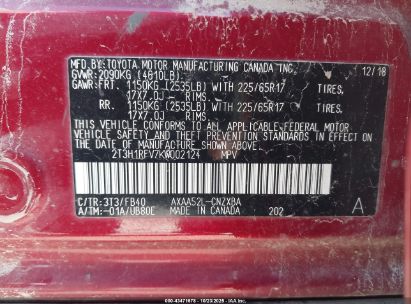 MFD.BY:TOYOTA MOTOR MANUFACTURING CANADA INC. 12/18
GVWR:2090KG (4610LB)
GAWR:FRT. 1150KG (2535LB) WITH 225/65R17 TIRES,
17X7.0J RIMS,
RR. 1150KG (2535LB) WITH 225/65R17 TIRES,
17X7.0J RIMS,
THIS VEHICLE CONFORMS TO ALL APPLICABLE FEDERAL MOTOR
VEHICLE SAFETY AND THEFT PREVENTION STANDARDS IN EFFECT
ON THE DATE OF MANUFACTURE SHOWN ABOVE.
2T3H1RFV7KW002124 MPV
C/TR:3T3/FB40 AXAA52L-CNZXBA
A/TM:-01A/UB80E MADE IN CANADA 202 A